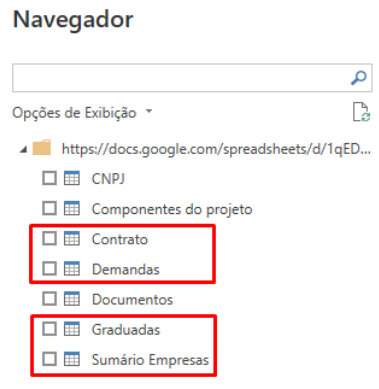 Navegador
Opções de Exibição
https://docs.google.com/spreadsheets/d/1qED...
CNPJ
Componentes do projeto
Contrato
Demandas
Documentos
Graduadas
Sumário Empresas